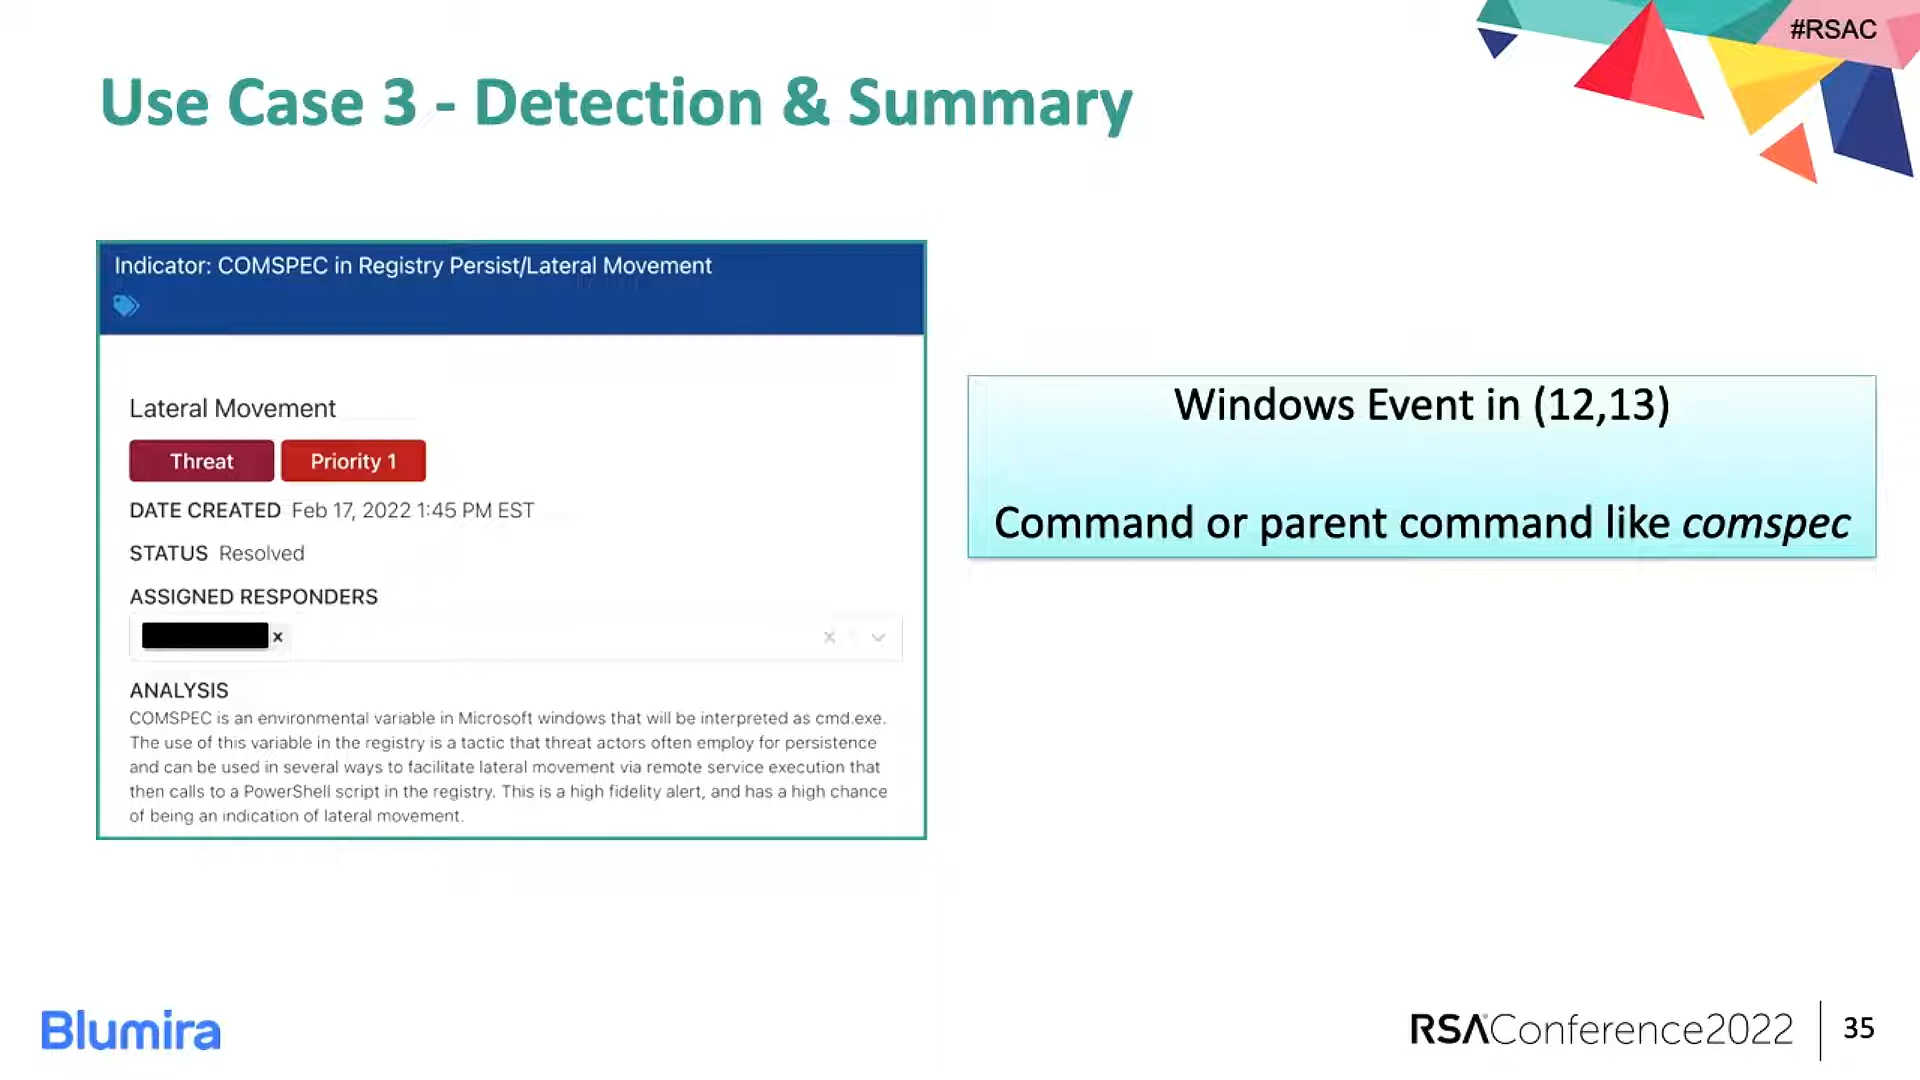 #RSAC
Use Case 3 - Detection & Summary
Indicator: COMSPEC in Registry Persist/Lateral Movement
Lateral Movement
Threat Priority 1
DATE CREATED Feb 17, 2022 1:45 PM EST
STATUS Resolved
ASSIGNED RESPONDERS
ANALYSIS
COMSPEC is an environmental variable in Microsoft windows that will be interpreted as cmd.exe.
The use of this variable in the registry is a tactic that threat actors often employ for persistence
and can be used in several ways to facilitate lateral movement via remote service execution that
then calls to a PowerShell script in the registry. This is a high fidelity alert, and has a high chance
of being an indication of lateral movement.
Windows Event in (12,13)
Command or parent command like comspec
Blumira
RSAConference2022 35